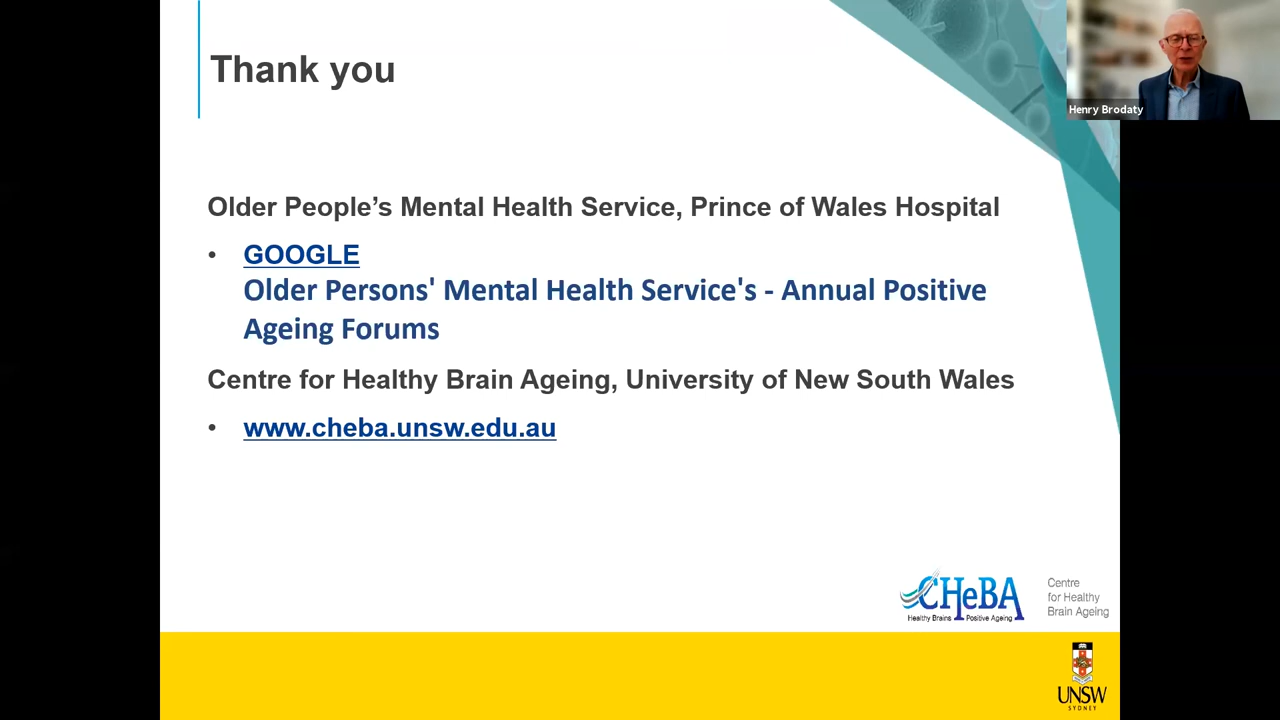 Thank you
Henry Brodaty
Older People’s Mental Health Service, Prince of Wales Hospital
• GOOGLE
Older Persons' Mental Health Service's - Annual Positive
Ageing Forums
Centre for Healthy Brain Ageing, University of New South Wales
• www.cheba.unsw.edu.au
CHeBA
Healthy Brains Positive Ageing
Centre
for Healthy
Brain Ageing
UNSW
SYDNEY